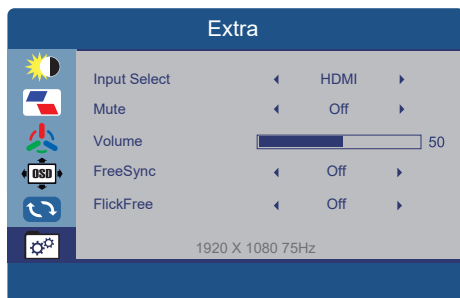 Extra
Input Select HDMI
Mute Off
Volume 50
OSD FreeSync Off
FlickFree Off
1920 X 1080 75Hz